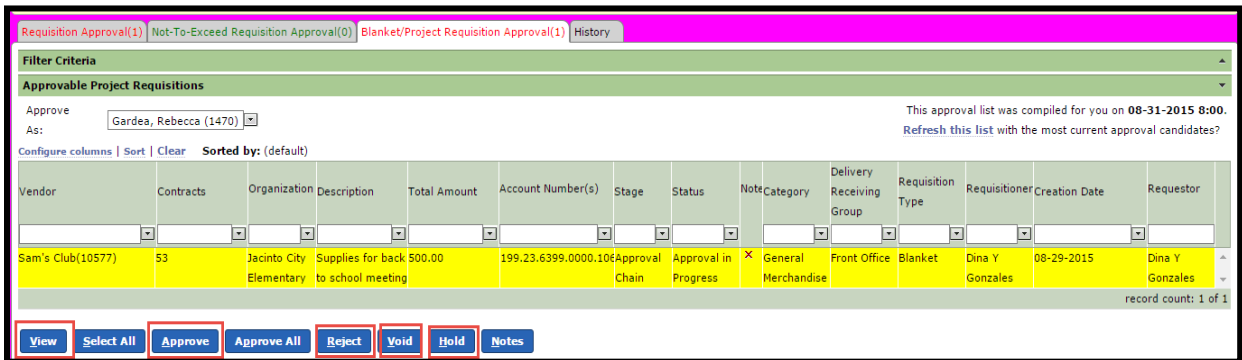 Requisition Approval(1) Not-To-Exceed Requisition Approval(0) Blanket/Project Requisition Approval(1) History
Filter Criteria
Approvable Project Requisitions
Approve As: Gardea, Rebecca (1470)
This approval list was compiled for you on 08-31-2015 8:00.
Refresh this list with the most current approval candidates?
Configure columns | Sort | Clear Sorted by: (default)
Vendor Contracts Organization Description Total Amount Account Number(s) Stage Status Note Category Delivery Receiving Group Requisition Type Requisitioner Creation Date Requestor
Sam's Club(10577) 53 Jacinto City Supplies for back 500.00 199.23.6399.0000.106 Approval Approval in X General Front Office Blanket Dina Y 08-29-2015 Dina Y
Elementary to school meeting Chain Progress Merchandise Gonzales Gonzales
record count: 1 of 1
View Select All Approve Approve All Reject Void Hold Notes